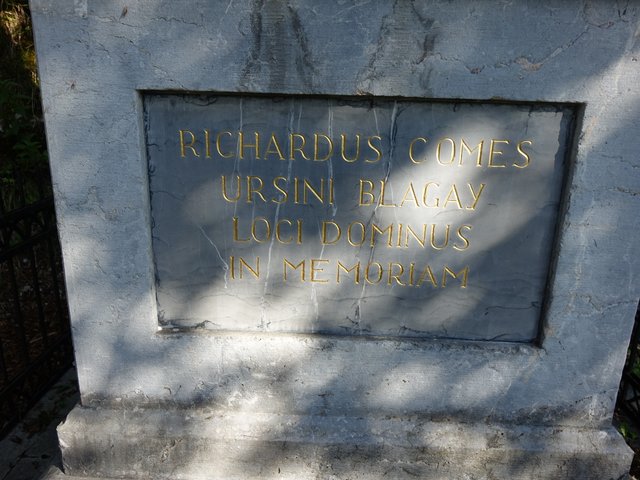 RICHARDUS COMES
URSINI BLAGAY
LOCI DOMINUS
IN MEMORIAM